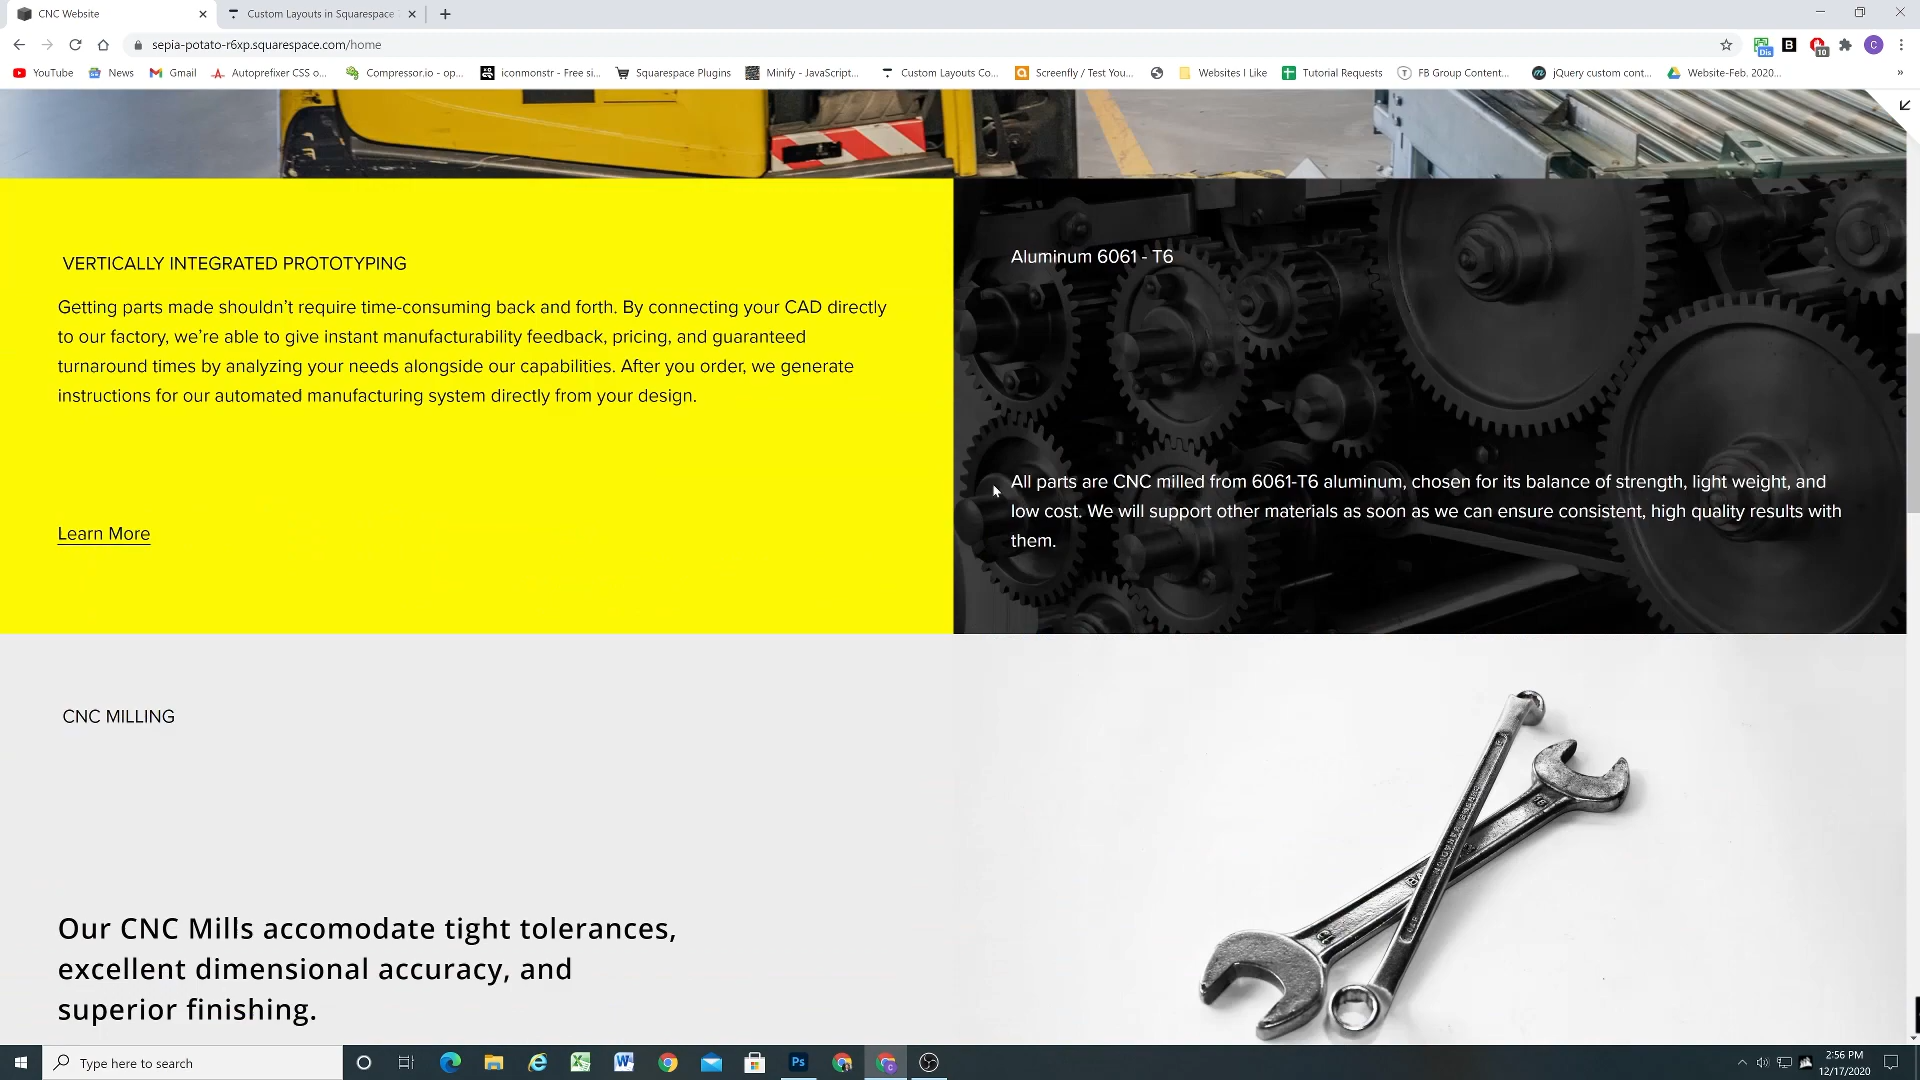 CNC Website
Custom Layouts in Squarespace
sepia-potato-r6xp.squarespace.com/home
Dis
B
10
C
YouTube
News
Gmail
Autoprefixer CSS o...
Compressor.io - op...
iconmonstr - Free si...
Squarespace Plugins
Minify - JavaScript...
Custom Layouts Co...
Screenfly / Test You...
Websites I Like
Tutorial Requests
FB Group Content...
jQuery custom cont...
Website-Feb. 2020...
»
VERTICALLY INTEGRATED PROTOTYPING
Getting parts made shouldn’t require time-consuming back and forth. By connecting your CAD directly
to our factory, we’re able to give instant manufacturability feedback, pricing, and guaranteed
turnaround times by analyzing your needs alongside our capabilities. After you order, we generate
instructions for our automated manufacturing system directly from your design.
Learn More
Aluminum 6061 - T6
All parts are CNC milled from 6061-T6 aluminum, chosen for its balance of strength, light weight, and
low cost. We will support other materials as soon as we can ensure consistent, high quality results with
them.
CNC MILLING
Our CNC Mills accomodate tight tolerances,
excellent dimensional accuracy, and
superior finishing.
Type here to search
Ps
2:56 PM
12/17/2020